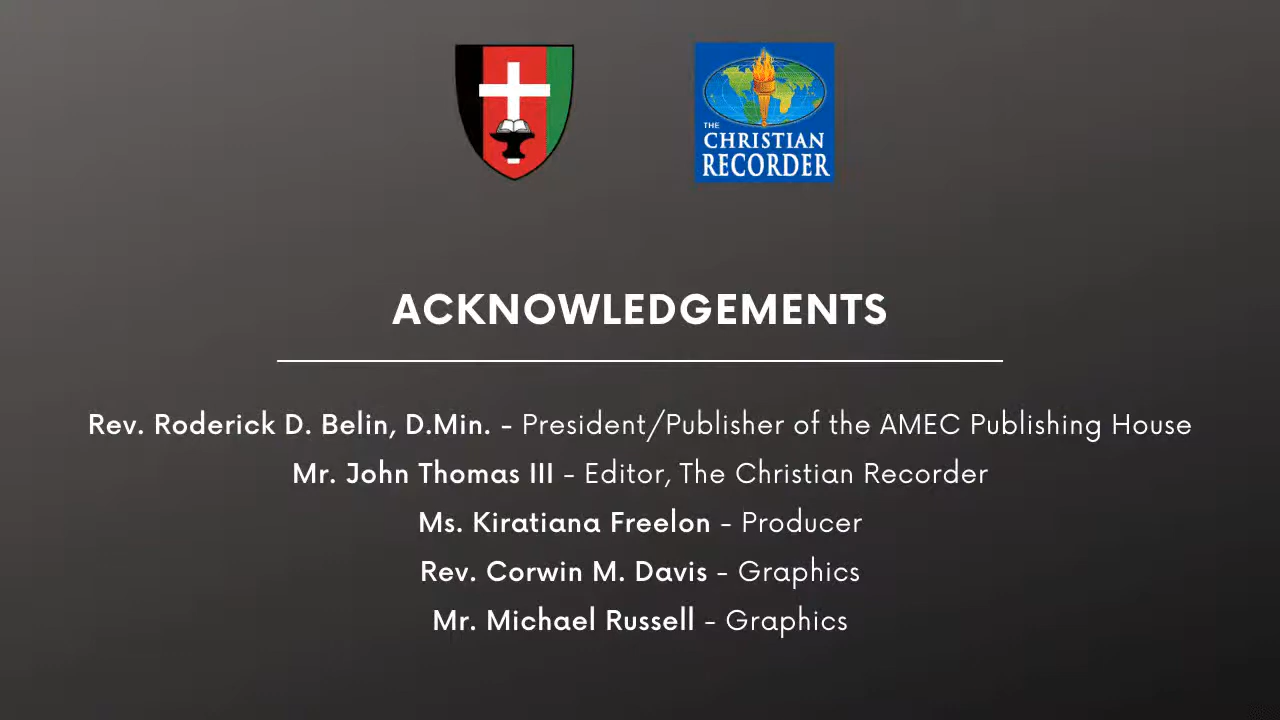 THE
CHRISTIAN
RECORDER
ACKNOWLEDGEMENTS
Rev. Roderick D. Belin, D.Min. - President/Publisher of the AMEC Publishing House
Mr. John Thomas III - Editor, The Christian Recorder
Ms. Kiratiana Freelon - Producer
Rev. Corwin M. Davis - Graphics
Mr. Michael Russell - Graphics